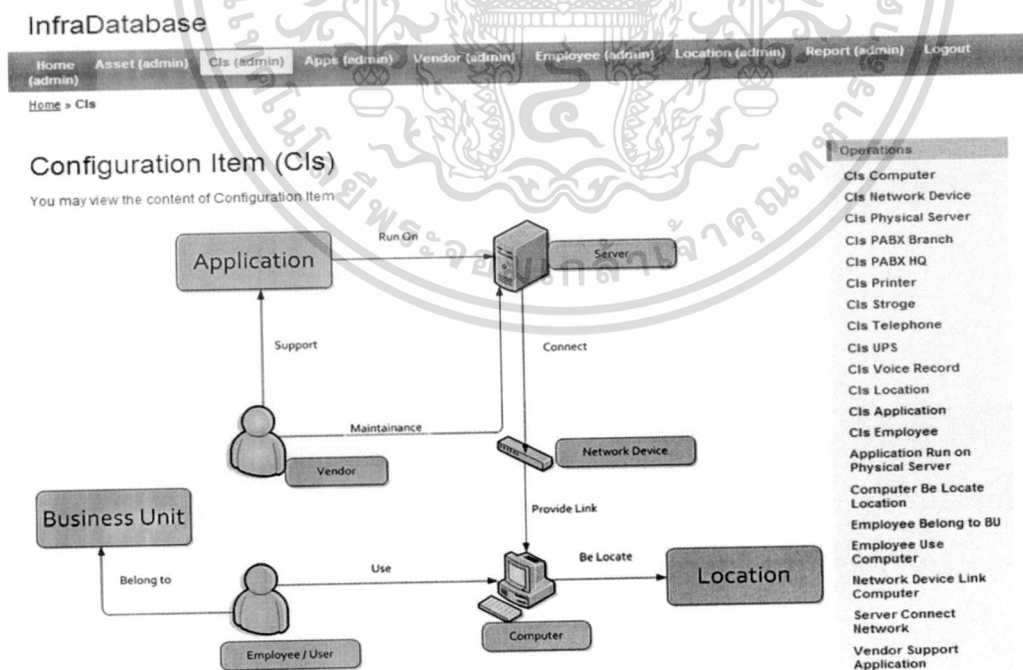 InfraDatabase
Home (admin) Asset (admin) CIs (admin) Apps (admin) Vendor (admin) Employee (admin) Location (admin) Report (admin) Logout
Home » CIs
Configuration Item (CIs)
You may view the content of Configuration Item
Application
Run On
Server
Support
Connect
Maintainance
Vendor
Network Device
Business Unit
Provide Link
Belong to
Use
Be Locate
Location
Employee / User
Computer
Operations
CIs Computer
CIs Network Device
CIs Physical Server
CIs PABX Branch
CIs PABX HQ
CIs Printer
CIs Stroge
CIs Telephone
CIs UPS
CIs Voice Record
CIs Location
CIs Application
CIs Employee
Application Run on
Physical Server
Computer Be Locate
Location
Employee Belong to BU
Employee Use
Computer
Network Device Link
Computer
Server Connect
Network
Vendor Support
Application